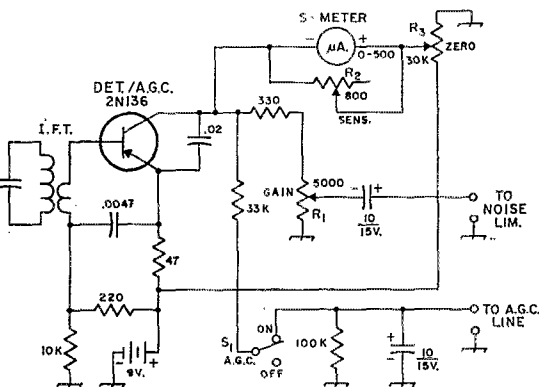 S-METER
- μA. +
0-500
R3
ZERO
30K
R2
800
SENS.
DET./A.G.C.
2N136
I.F.T.
.02
330
.0047
GAIN
5000
R1
- +
10
15V.
TO
NOISE
LIM.
33K
47
220
10K
+
9V.
S1
A.G.C.
ON
OFF
100K
+
-
10
15V.
TO A.G.C.
LINE